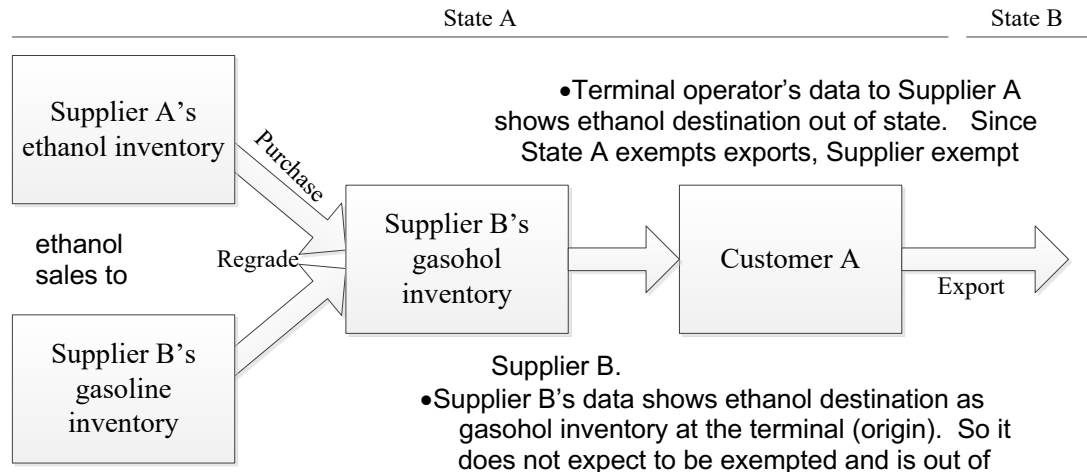 State A
State B
Supplier A's
ethanol inventory
Purchase
•Terminal operator's data to Supplier A
shows ethanol destination out of state. Since
State A exempts exports, Supplier exempt
ethanol
sales to
Regrade
Supplier B's
gasohol
inventory
Customer A
Export
Supplier B's
gasoline
inventory
Supplier B.
•Supplier B's data shows ethanol destination as
gasohol inventory at the terminal (origin). So it
does not expect to be exempted and is out of